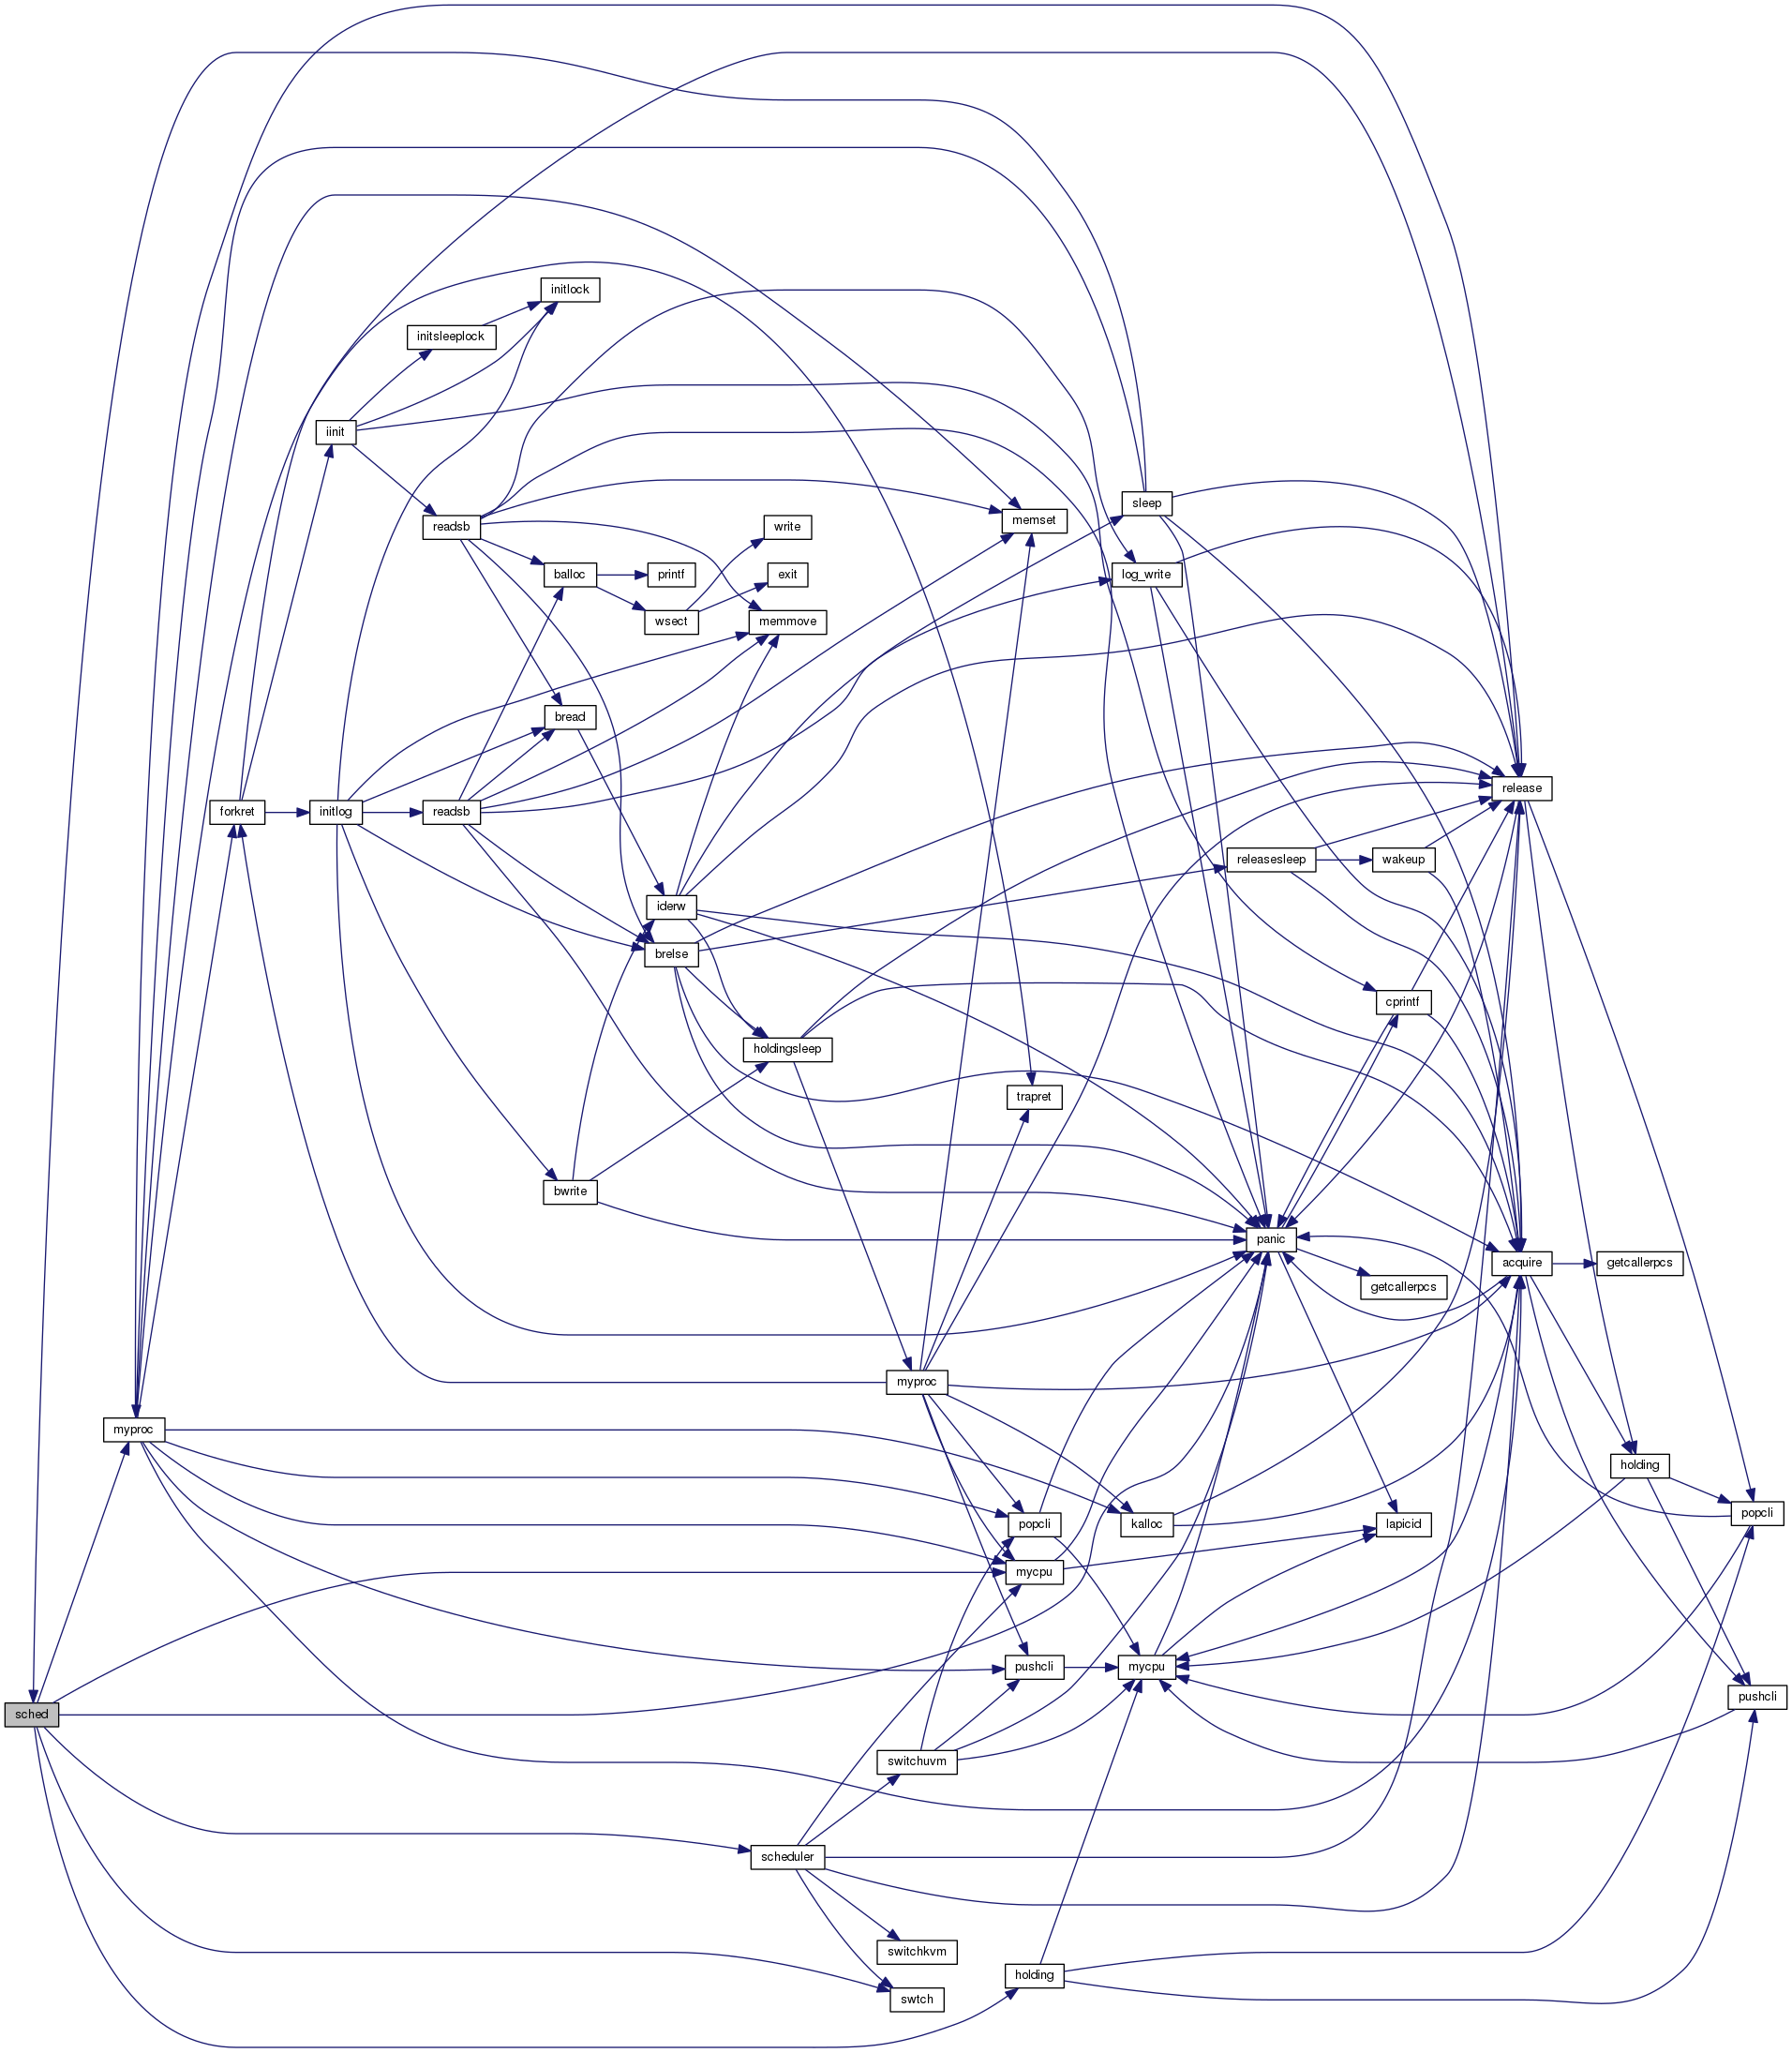 initlock
initsleeplock
iinit
sleep
readsb
memset
write
balloc
printf
exit
log_write
wsect
memmove
bread
release
forkret
initlog
readsb
releasesleep
wakeup
iderw
brelse
cprintf
holdingsleep
trapret
bwrite
panic
acquire
getcallerpcs
getcallerpcs
myproc
myproc
holding
popcli
popcli
kalloc
lapicid
mycpu
pushcli
mycpu
pushcli
sched
switchuvm
scheduler
switchkvm
holding
swtch